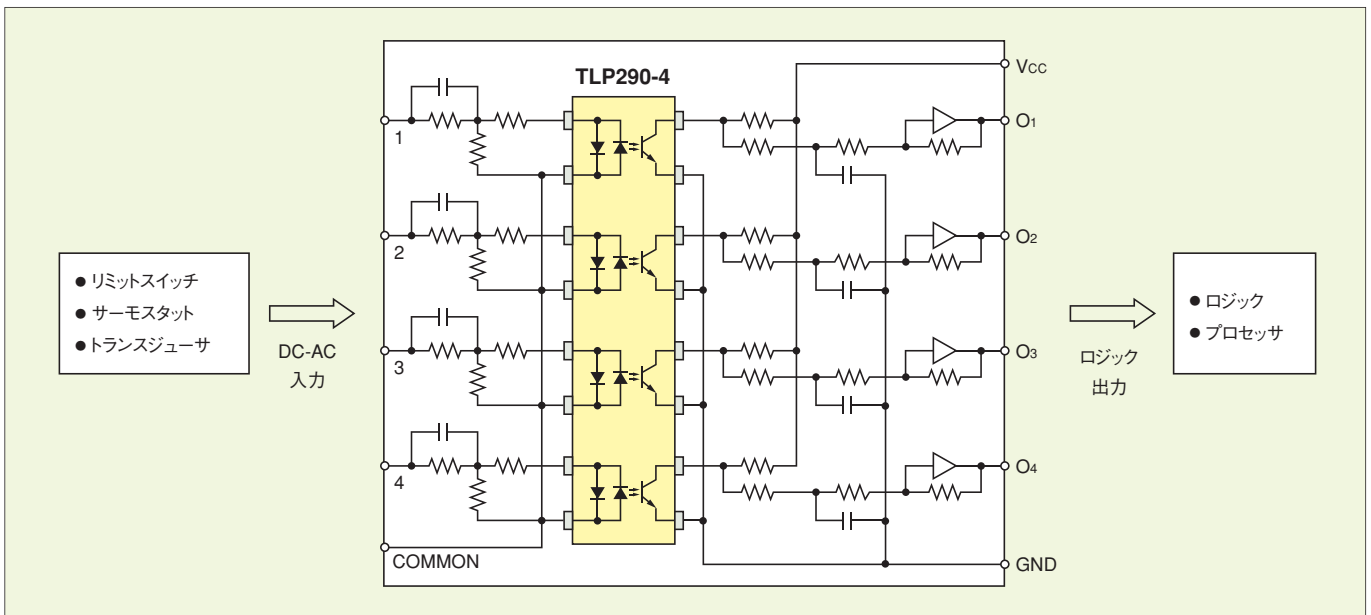 TLP290-4
VCC
1
O1
2
O2
● リミットスイッチ
● サーモスタット
● トランスジューサ
DC-AC
入力
3
O3
ロジック
出力
● ロジック
● プロセッサ
4
O4
COMMON
GND